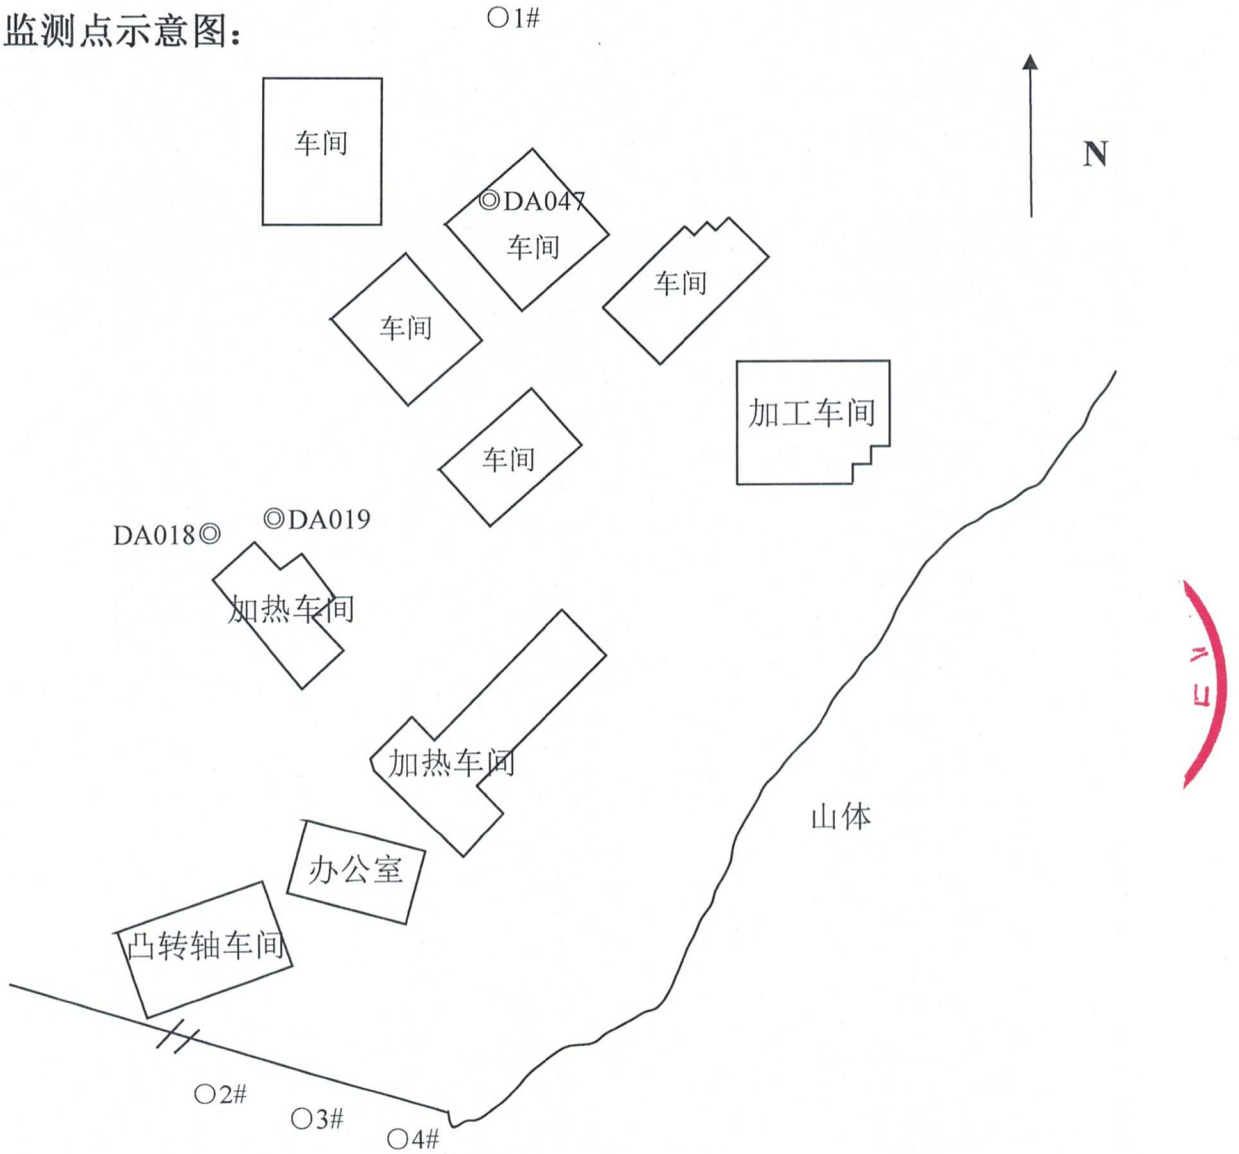 监测点示意图：
○1#
N
车间
◎DA047
车间
车间
车间
加工车间
车间
DA018◎
◎DA019
加热车间
加热车间
山体
办公室
凸转轴车间
○2#
○3#
○4#